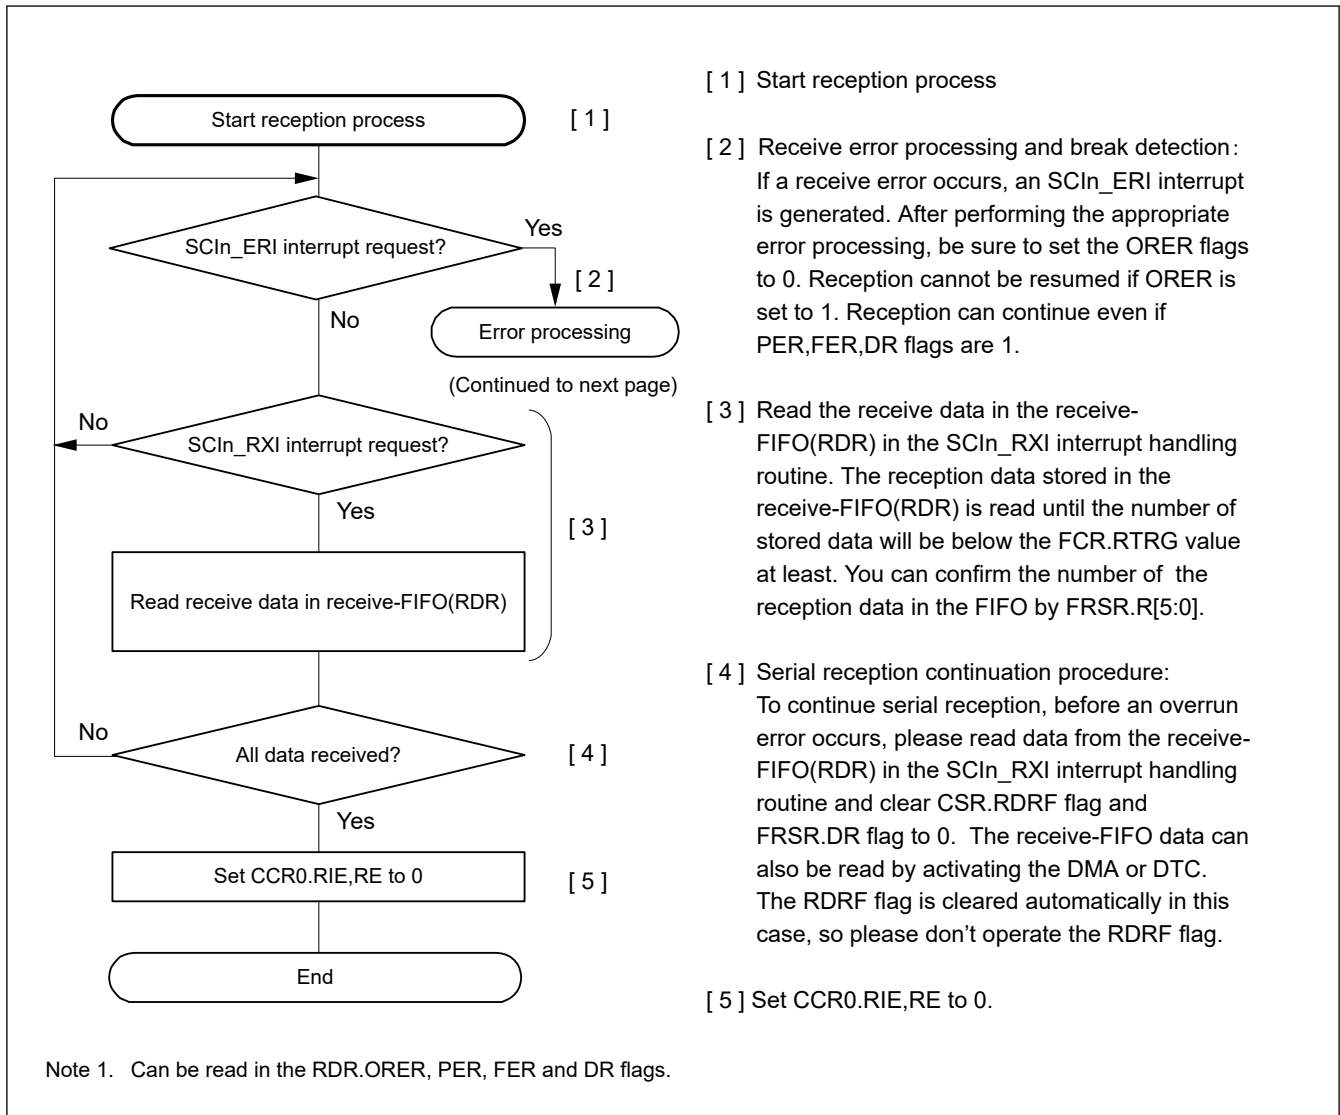 Start reception process
[ 1 ]
SCIn_ERI interrupt request?
Yes
[ 2 ]
No
Error processing
(Continued to next page)
No
SCIn_RXI interrupt request?
Yes
[ 3 ]
Read receive data in receive-FIFO(RDR)
No
All data received?
[ 4 ]
Yes
Set CCR0.RIE,RE to 0
[ 5 ]
End
[ 1 ] Start reception process
[ 2 ] Receive error processing and break detection:
If a receive error occurs, an SCIn_ERI interrupt
is generated. After performing the appropriate
error processing, be sure to set the ORER flags
to 0. Reception cannot be resumed if ORER is
set to 1. Reception can continue even if
PER,FER,DR flags are 1.
[ 3 ] Read the receive data in the receive-
FIFO(RDR) in the SCIn_RXI interrupt handling
routine. The reception data stored in the
receive-FIFO(RDR) is read until the number of
stored data will be below the FCR.RTRG value
at least. You can confirm the number of the
reception data in the FIFO by FRSR.R[5:0].
[ 4 ] Serial reception continuation procedure:
To continue serial reception, before an overrun
error occurs, please read data from the receive-
FIFO(RDR) in the SCIn_RXI interrupt handling
routine and clear CSR.RDRF flag and
FRSR.DR flag to 0. The receive-FIFO data can
also be read by activating the DMA or DTC.
The RDRF flag is cleared automatically in this
case, so please don't operate the RDRF flag.
[ 5 ] Set CCR0.RIE,RE to 0.
Note 1. Can be read in the RDR.ORER, PER, FER and DR flags.